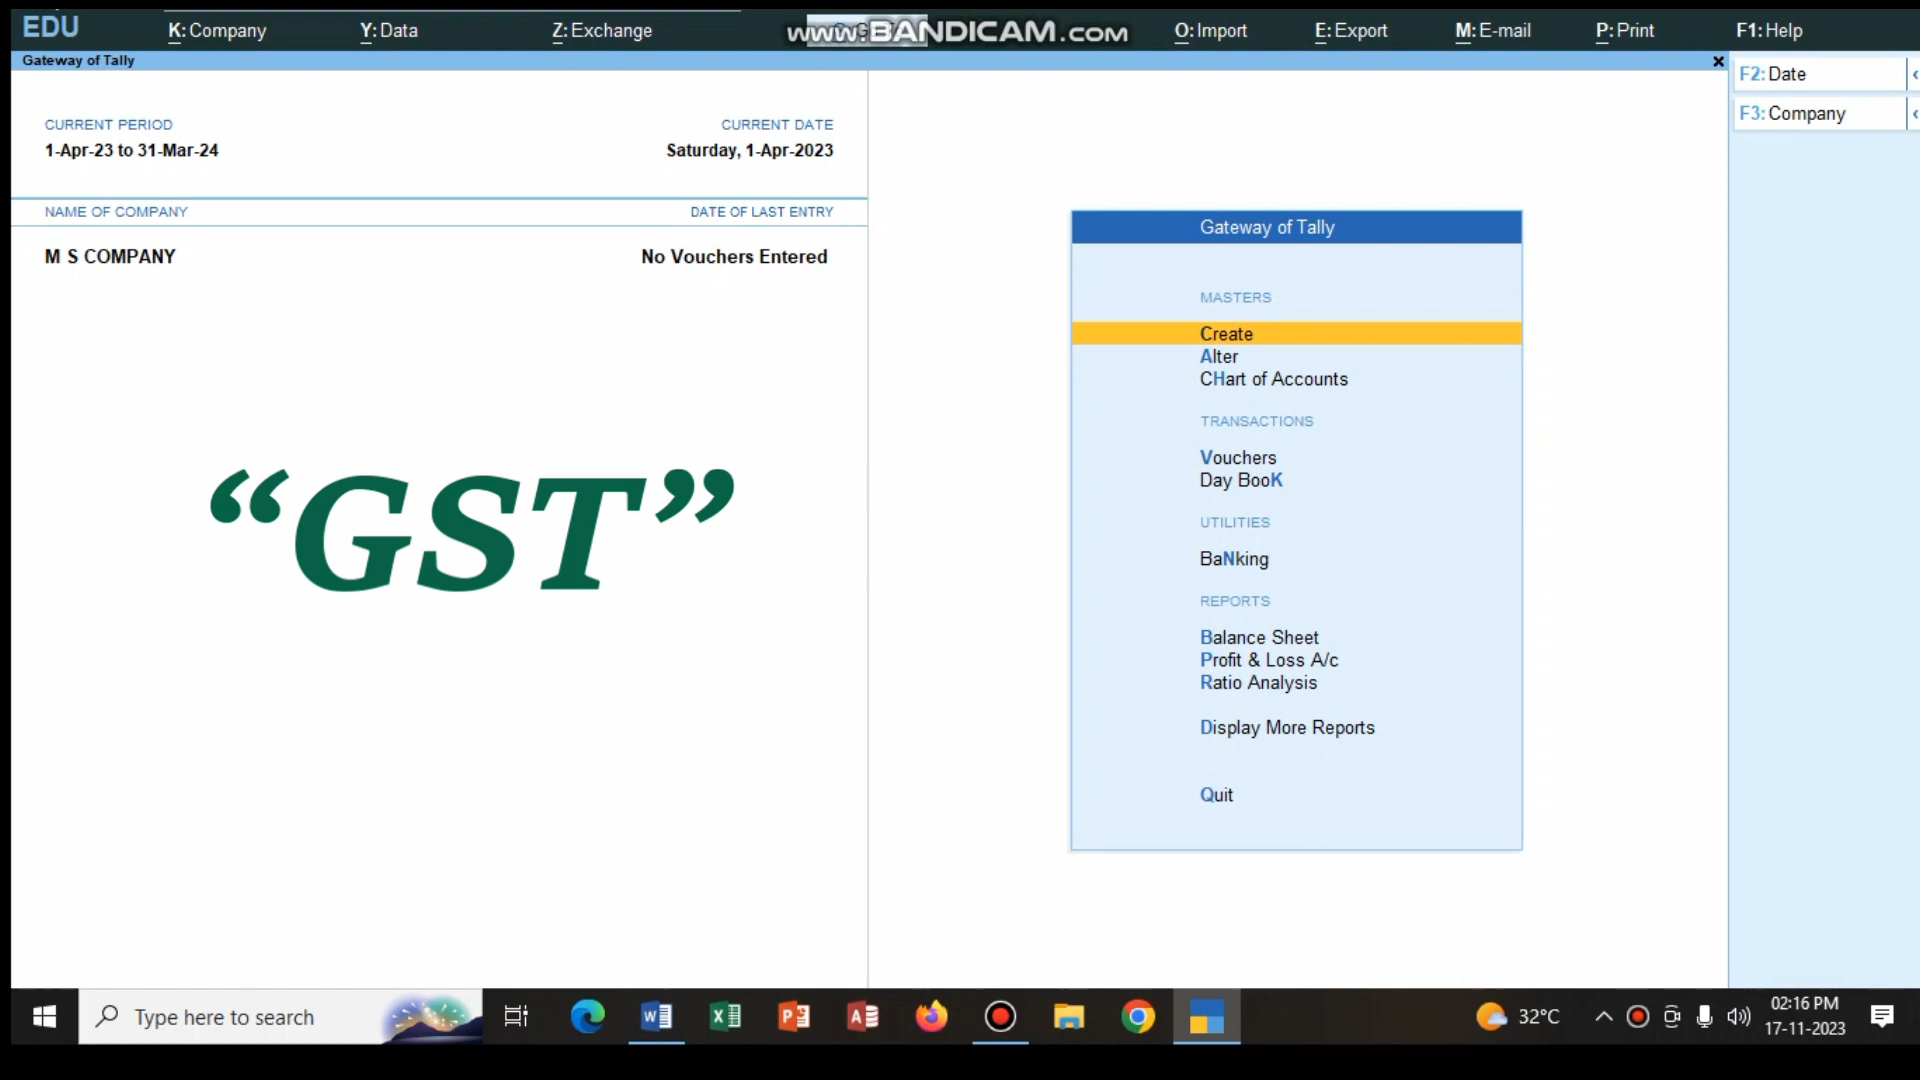 EDU
K: Company
Y: Data
Z: Exchange
www.BANDICAM.com
O: Import
E: Export
M: E-mail
P: Print
F1: Help
Gateway of Tally
F2: Date
F3: Company
CURRENT PERIOD
CURRENT DATE
1-Apr-23 to 31-Mar-24
Saturday, 1-Apr-2023
NAME OF COMPANY
DATE OF LAST ENTRY
M S COMPANY
No Vouchers Entered
“GST”
Gateway of Tally
MASTERS
Create
Alter
CHart of Accounts
TRANSACTIONS
Vouchers
Day BooK
UTILITIES
BaNking
REPORTS
Balance Sheet
Profit & Loss A/c
Ratio Analysis
Display More Reports
Quit
Type here to search
32°C
02:16 PM
17-11-2023